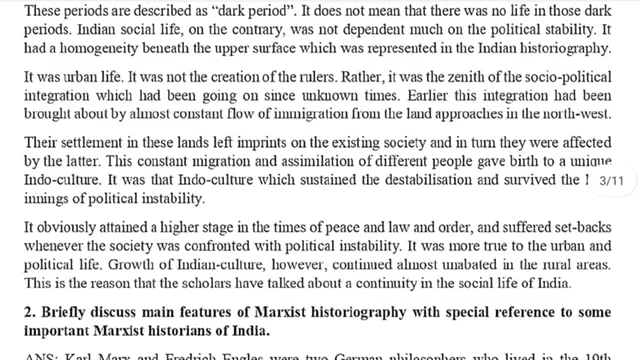 These periods are described as “dark period”. It does not mean that there was no life in those dark
periods. Indian social life, on the contrary, was not dependent much on the political stability. It
had a homogeneity beneath the upper surface which was represented in the Indian historiography.
It was urban life. It was not the creation of the rulers. Rather, it was the zenith of the socio-political
integration which had been going on since unknown times. Earlier this integration had been
brought about by almost constant flow of immigration from the land approaches in the north-west.
Their settlement in these lands left imprints on the existing society and in turn they were affected
by the latter. This constant migration and assimilation of different people gave birth to a unique
Indo-culture. It was that Indo-culture which sustained the destabilisation and survived the
3/11
innings of political instability.
It obviously attained a higher stage in the times of peace and law and order, and suffered set-backs
whenever the society was confronted with political instability. It was more true to the urban and
political life. Growth of Indian-culture, however, continued almost unabated in the rural areas.
This is the reason that the scholars have talked about a continuity in the social life of India.
2. Briefly discuss main features of Marxist historiography with special reference to some
important Marxist historians of India.
ANS: Karl Marx and Fredrich Engles were two German philosophers who lived in the 19th